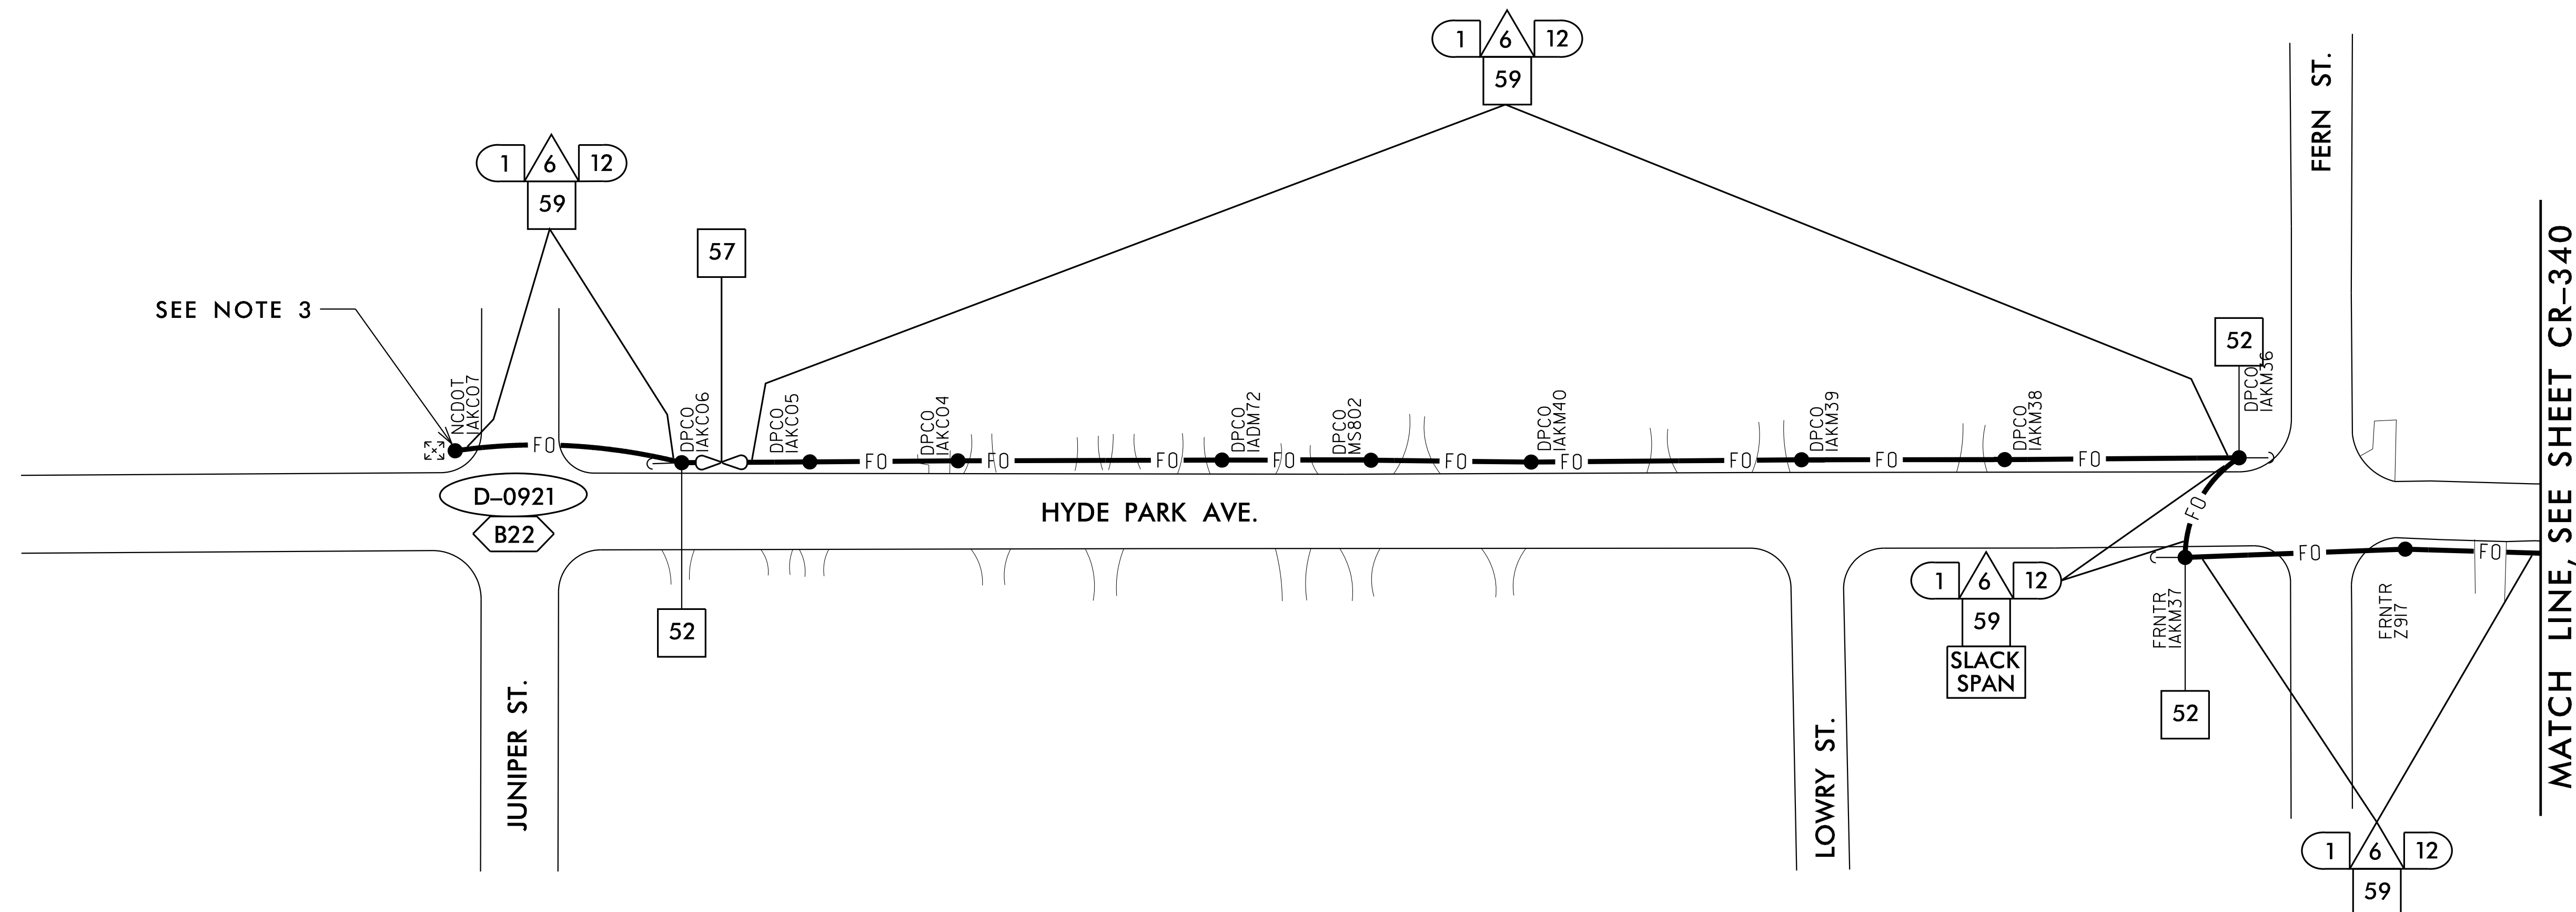 1 6 12
59
FERN ST.
1 6 12
59
57
SEE NOTE 3
52
NCDOT
IAKC07
DPCO
IAKC06
DPCO
IAKC05
DPCO
IAKC04
DPCO
IADM72
DPCO
MS802
DPCO
IAKM40
DPCO
IAKM39
DPCO
IAKM38
DPCO
IAKM36
FO
FO
FO
FO
FO
FO
FO
FO
FO
FO
D-0921
B22
HYDE PARK AVE.
FO
FO
FO
1 6 12
59
SLACK
SPAN
FRNTR
IAKM37
FRNTR
Z917
52
52
JUNIPER ST.
LOWRY ST.
1 6 12
59
MATCH LINE, SEE SHEET CR-340